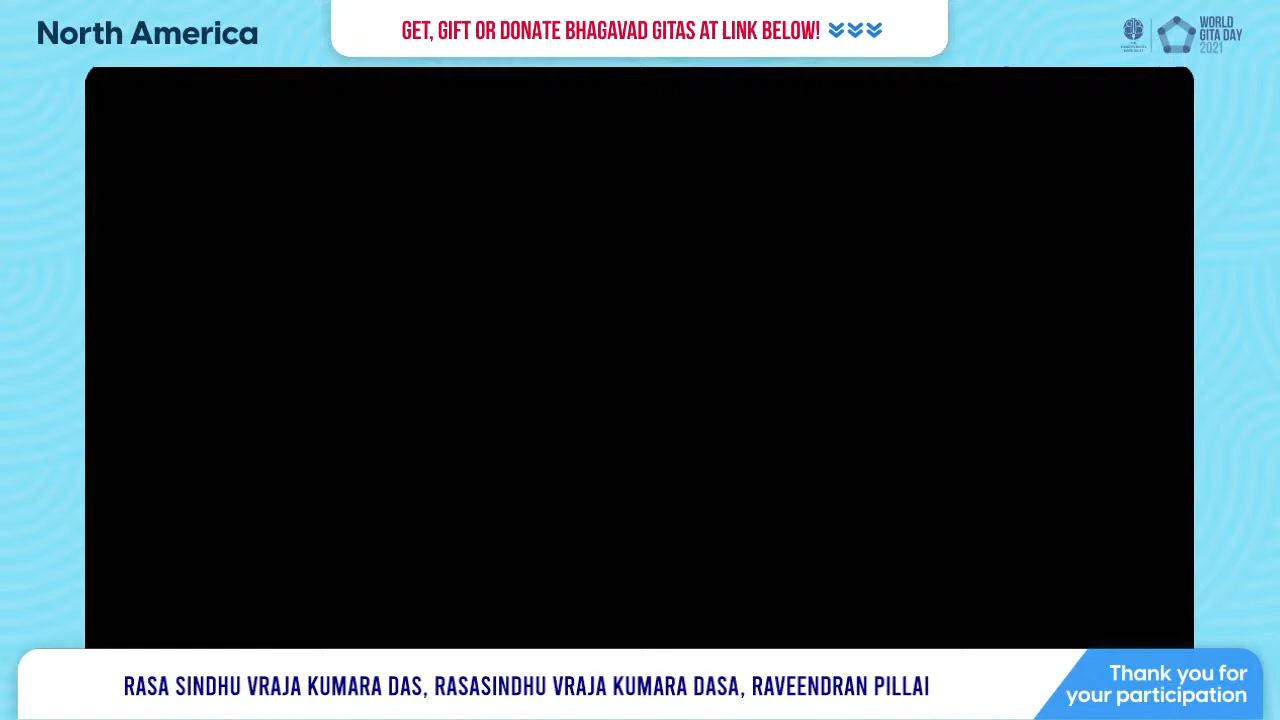 North America
GET, GIFT OR DONATE BHAGAVAD GITAS AT LINK BELOW!
WORLD
GITA DAY
2021
RASA SINDHU VRAJA KUMARA DAS, RASASINDHU VRAJA KUMARA DASA, RAVEENDRAN PILLAI
Thank you for
your participation